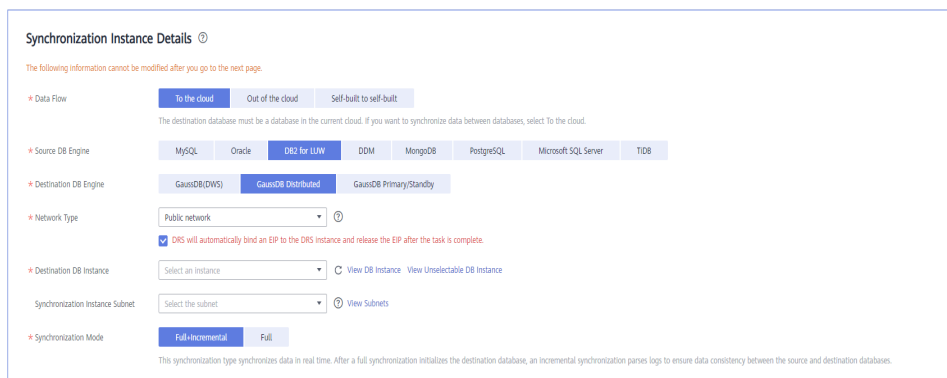 Synchronization Instance Details ?
The following information cannot be modified after you go to the next page.
* Data Flow To the cloud Out of the cloud Self-built to self-built
The destination database must be a database in the current cloud. If you want to synchronize data between databases, select To the cloud.
* Source DB Engine MySQL Oracle DB2 for LUW DDM MongoDB PostgreSQL Microsoft SQL Server TiDB
* Destination DB Engine GaussDB(DWS) GaussDB Distributed GaussDB Primary/Standby
* Network Type Public network ?
DRS will automatically bind an EIP to the DRS instance and release the EIP after the task is complete.
* Destination DB Instance Select an instance View DB Instance View Unselectable DB Instance
Synchronization Instance Subnet Select the subnet ? View Subnets
* Synchronization Mode Full+Incremental Full
This synchronization type synchronizes data in real time. After a full synchronization initializes the destination database, an incremental synchronization parses logs to ensure data consistency between the source and destination databases.